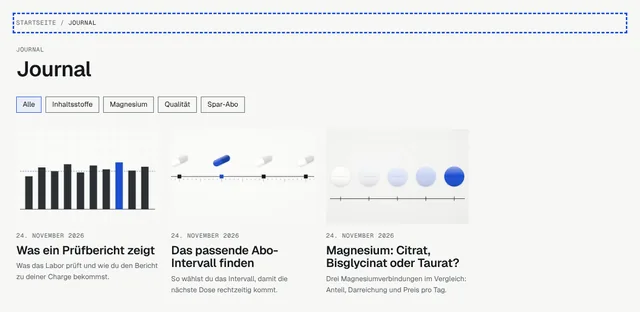 STARTSEITE / JOURNAL
JOURNAL
Journal
Alle
Inhaltsstoffe
Magnesium
Qualität
Spar-Abo
24. NOVEMBER 2026
Was ein Prüfbericht zeigt
Was das Labor prüft und wie du den Bericht
zu deiner Charge bekommst.
24. NOVEMBER 2026
Das passende Abo-
Intervall finden
So wählst du das Intervall, damit die
nächste Dose rechtzeitig kommt.
24. NOVEMBER 2026
Magnesium: Citrat,
Bisglycinat oder Taurat?
Drei Magnesiumverbindungen im Vergleich:
Anteil, Darreichung und Preis pro Tag.